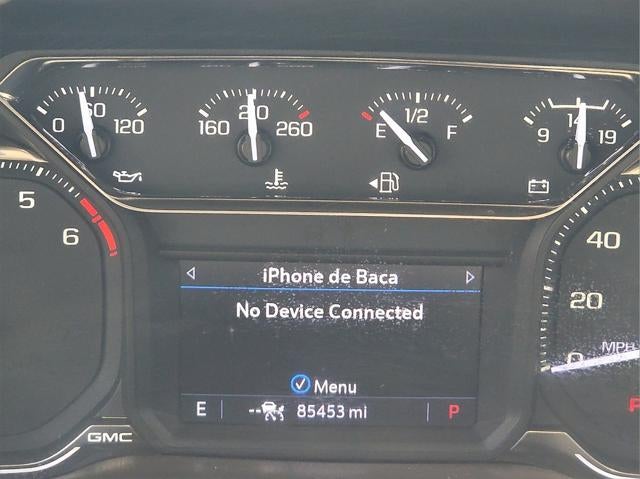 0 60 120
160 210 260
E 1/2 F
9 14 19
5
6
40
20
0
MPH
iPhone de Baca
No Device Connected
Menu
E -- 85453 mi P
GMC